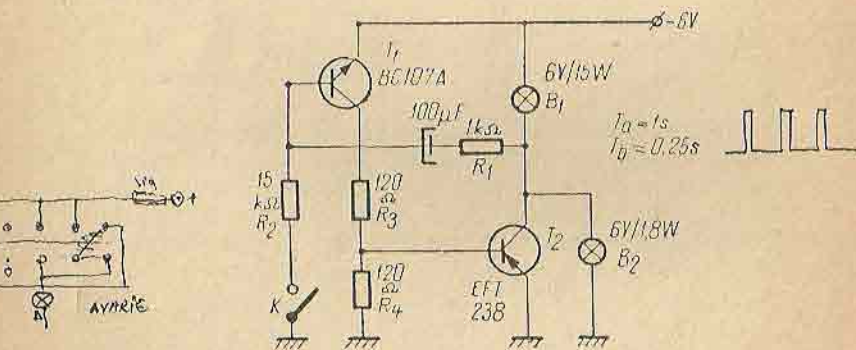 -6V
T1
BC107A
6V/15W
B1
100µF
1kΩ
R1
Ta = 1s
Tb = 0,25s
+
15
kΩ
R2
120
Ω
R3
T2
6V/1,8W
B2
120
Ω
R4
K
EFT
238
AVARIE